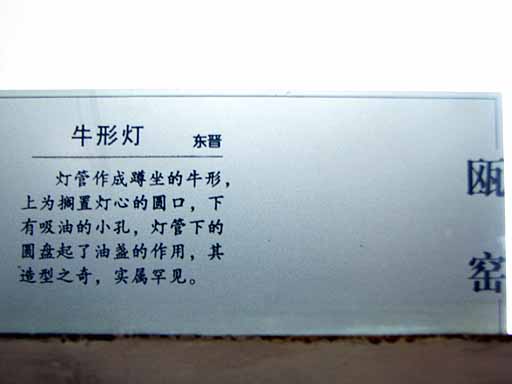 牛形灯 东晋
灯管作成蹲坐的牛形，
上为搁置灯心的圆口，下
有吸油的小孔，灯管下的
圆盘起了油盏的作用，其
造型之奇，实属罕见。
瓯窑